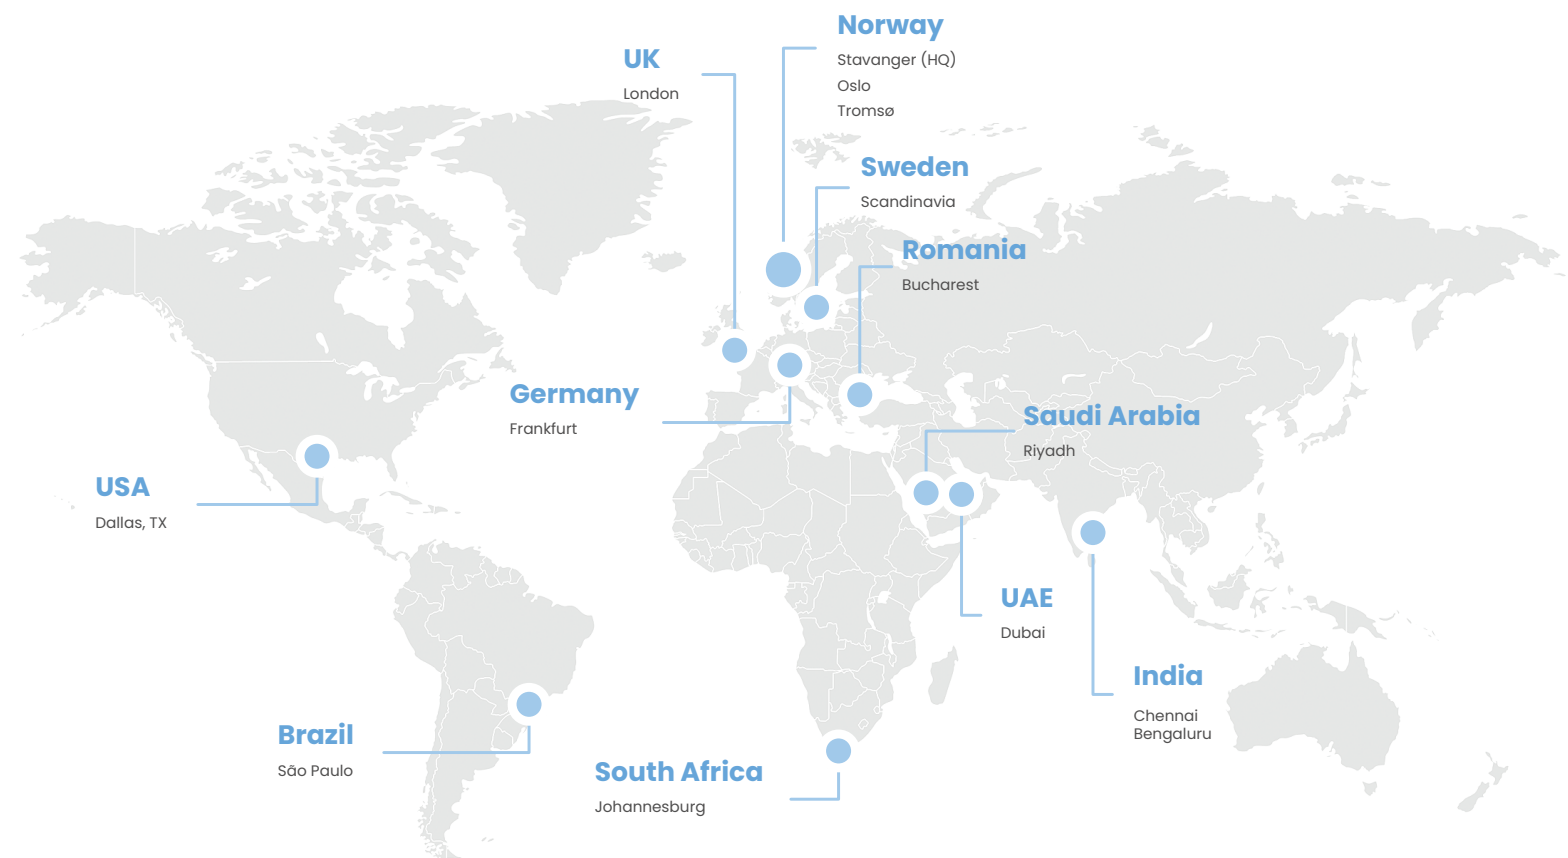 Norway
Stavanger (HQ)
Oslo
Tromsø
UK
London
Sweden
Scandinavia
Romania
Bucharest
Germany
Frankfurt
Saudi Arabia
Riyadh
USA
Dallas, TX
UAE
Dubai
India
Chennai
Bengaluru
Brazil
São Paulo
South Africa
Johannesburg